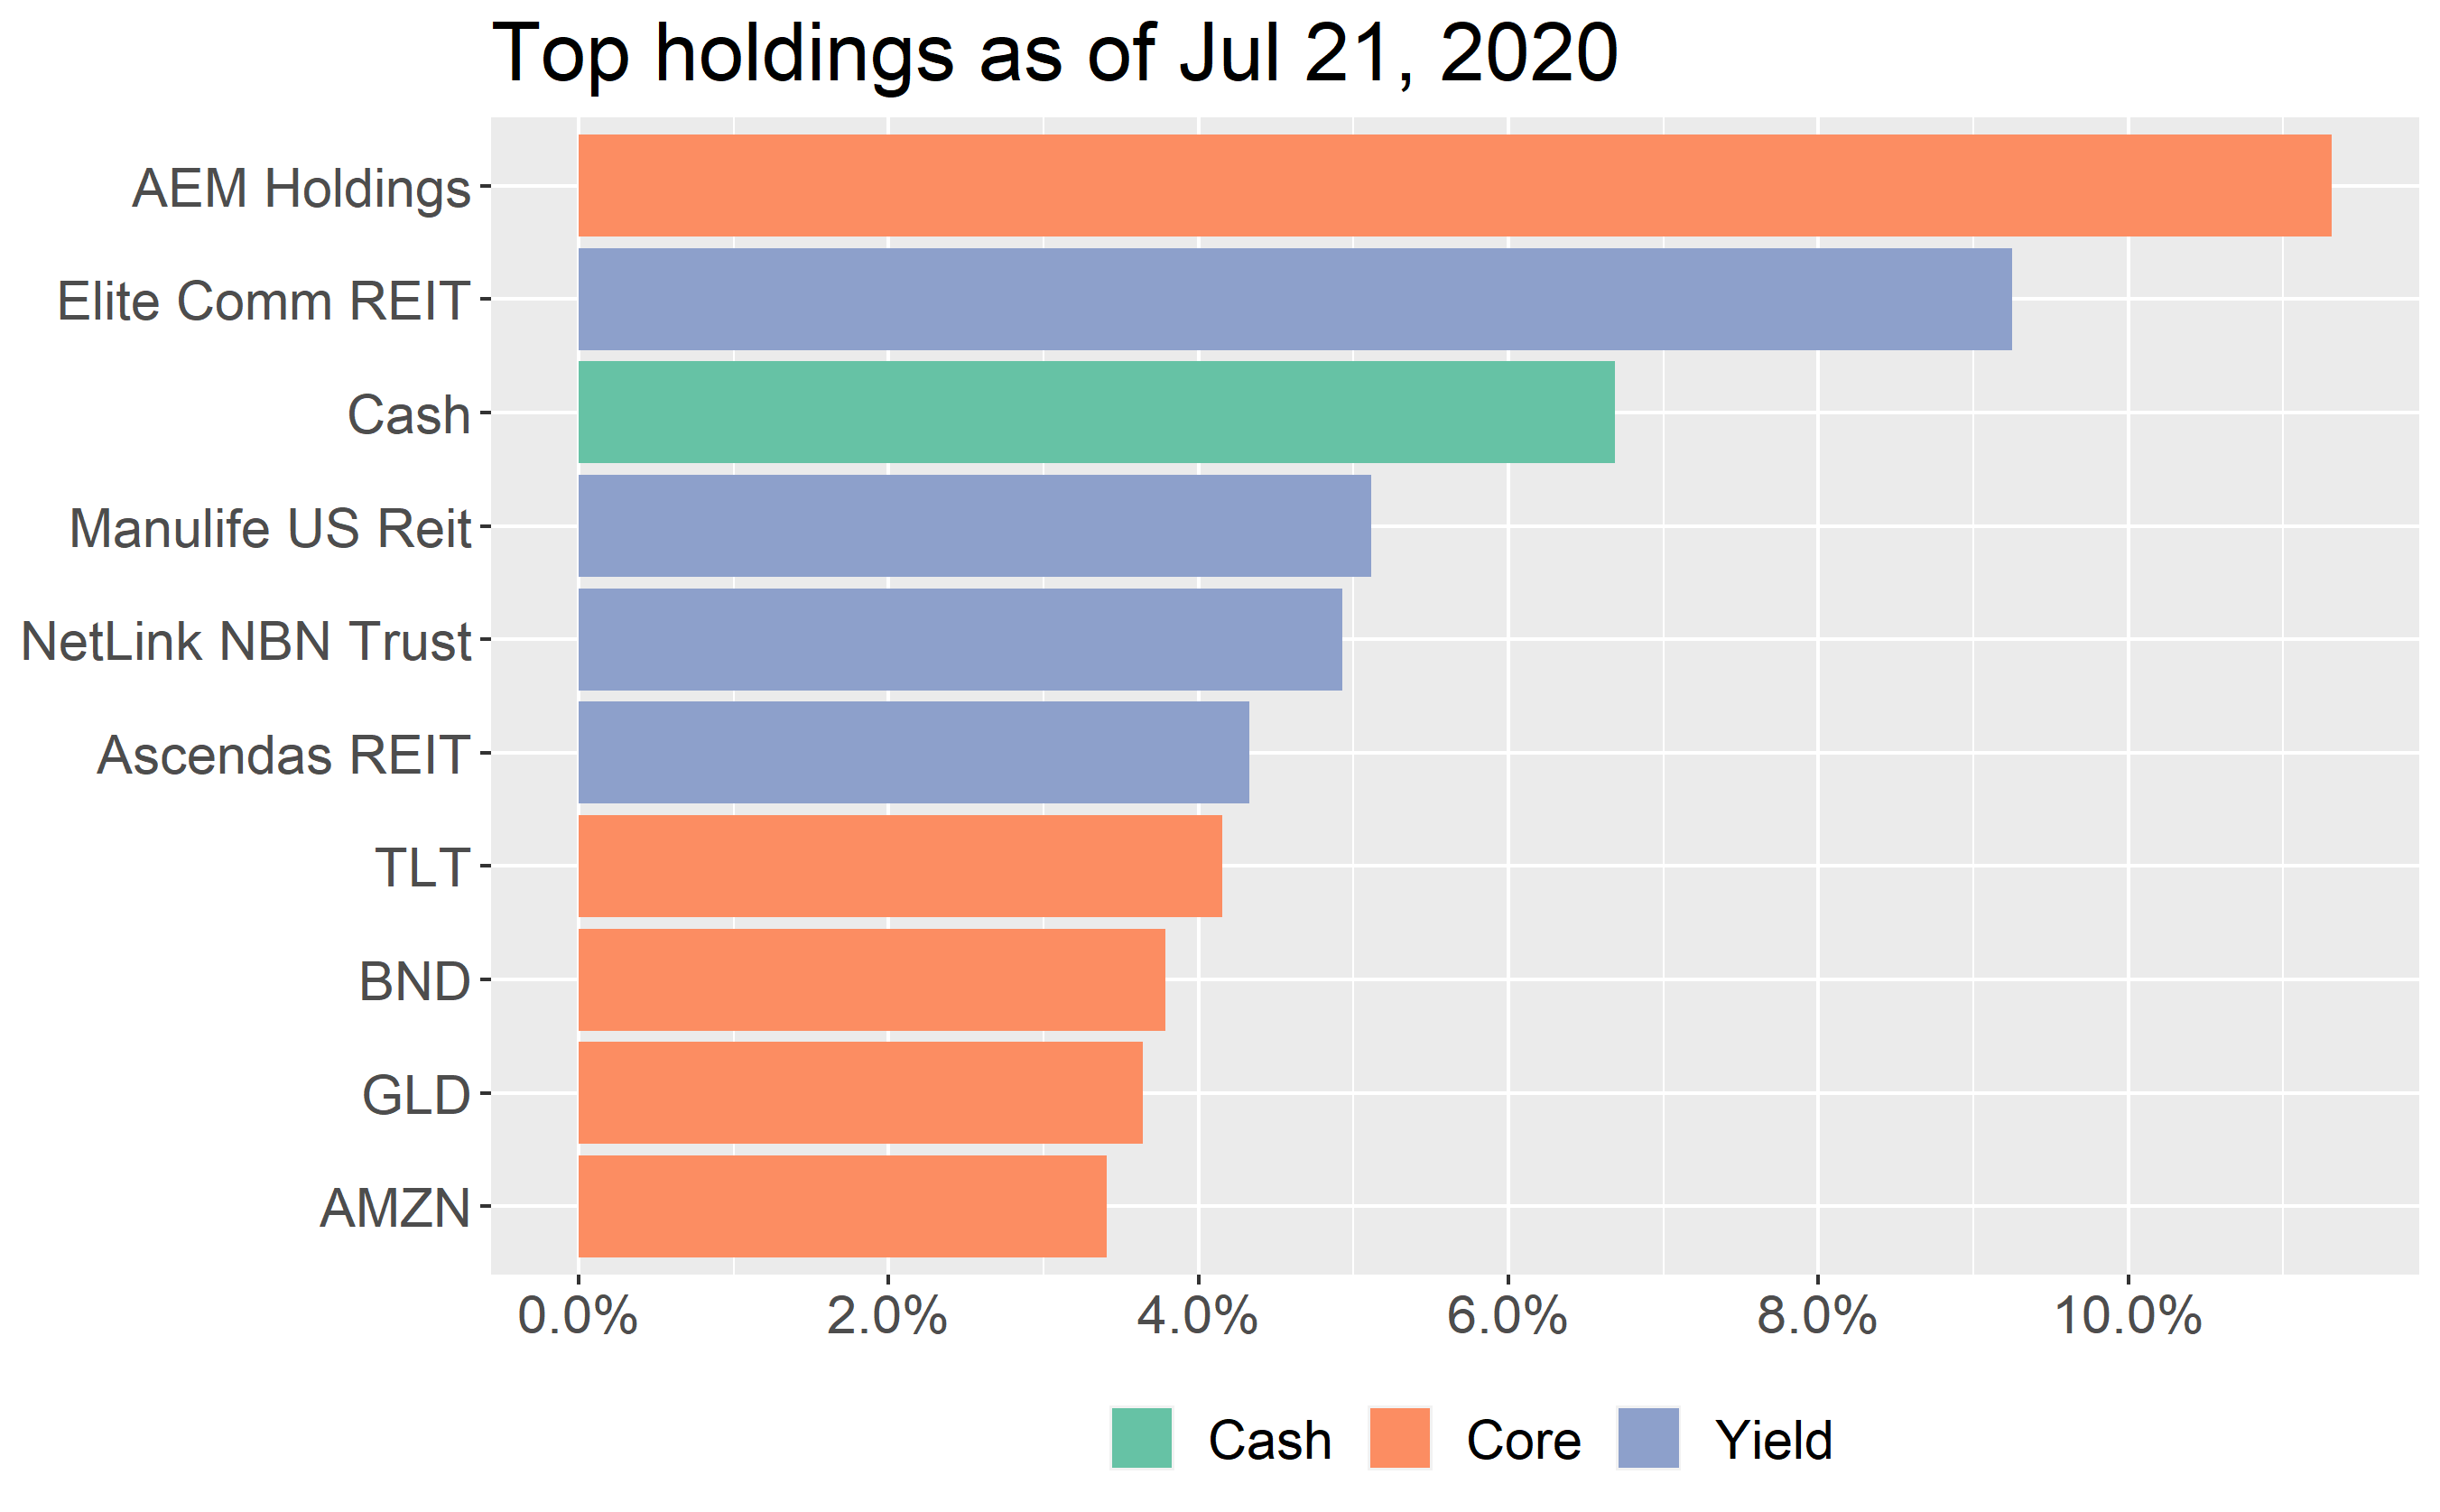 Top holdings as of Jul 21, 2020
AEM Holdings
Elite Comm REIT
Cash
Manulife US Reit
NetLink NBN Trust
Ascendas REIT
TLT
BND
GLD
AMZN
0.0% 2.0% 4.0% 6.0% 8.0% 10.0%
Cash Core Yield